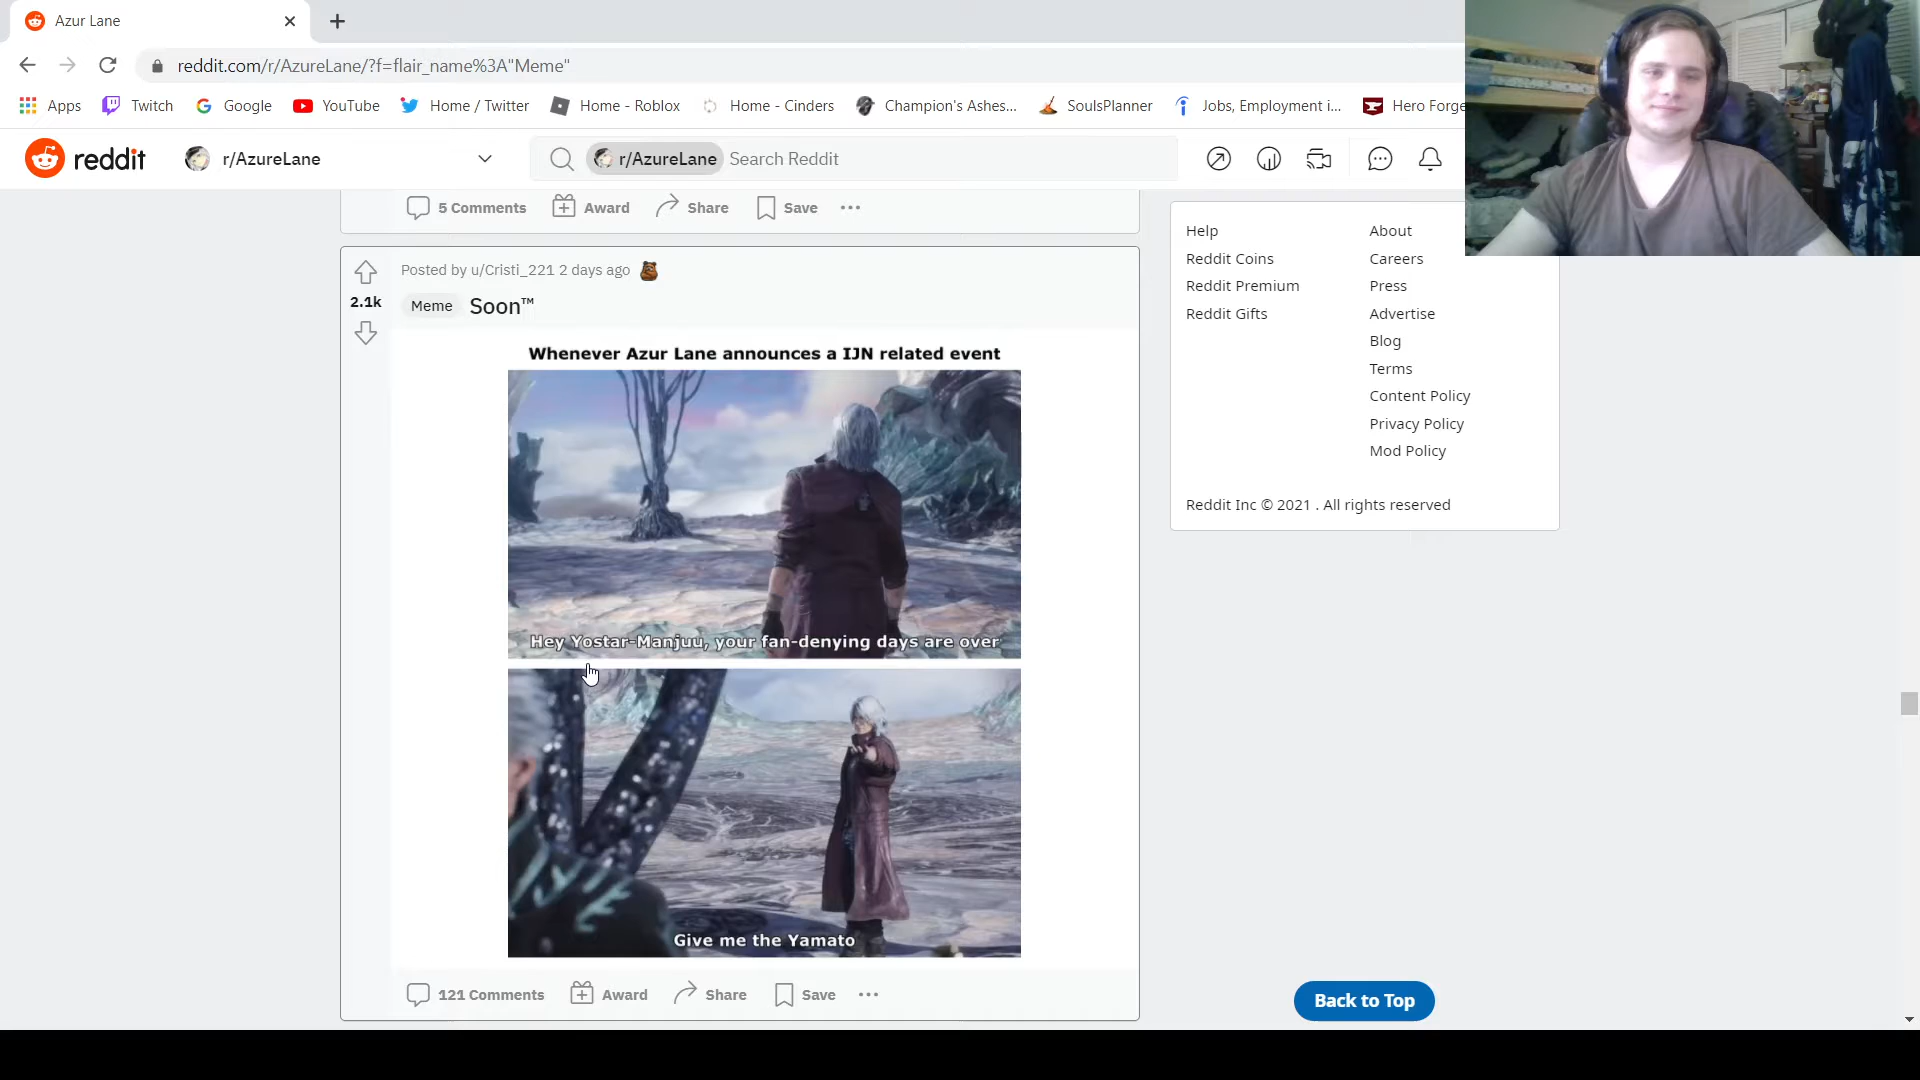 Azur Lane
reddit.com/r/AzureLane/?f=flair_name%3A"Meme"
Apps Twitch Google YouTube Home / Twitter Home - Roblox Home - Cinders Champion's Ashes... SoulsPlanner Jobs, Employment i... Hero Forge
reddit r/AzureLane r/AzureLane Search Reddit
5 Comments Award Share Save
Posted by u/Cristi_221 2 days ago
2.1k
Meme Soon™
Whenever Azur Lane announces a IJN related event
Hey Yostar-Manjuu, your fan-denying days are over
Give me the Yamato
121 Comments Award Share Save
Help About
Reddit Coins Careers
Reddit Premium Press
Reddit Gifts Advertise
Blog
Terms
Content Policy
Privacy Policy
Mod Policy
Reddit Inc © 2021 . All rights reserved
Back to Top